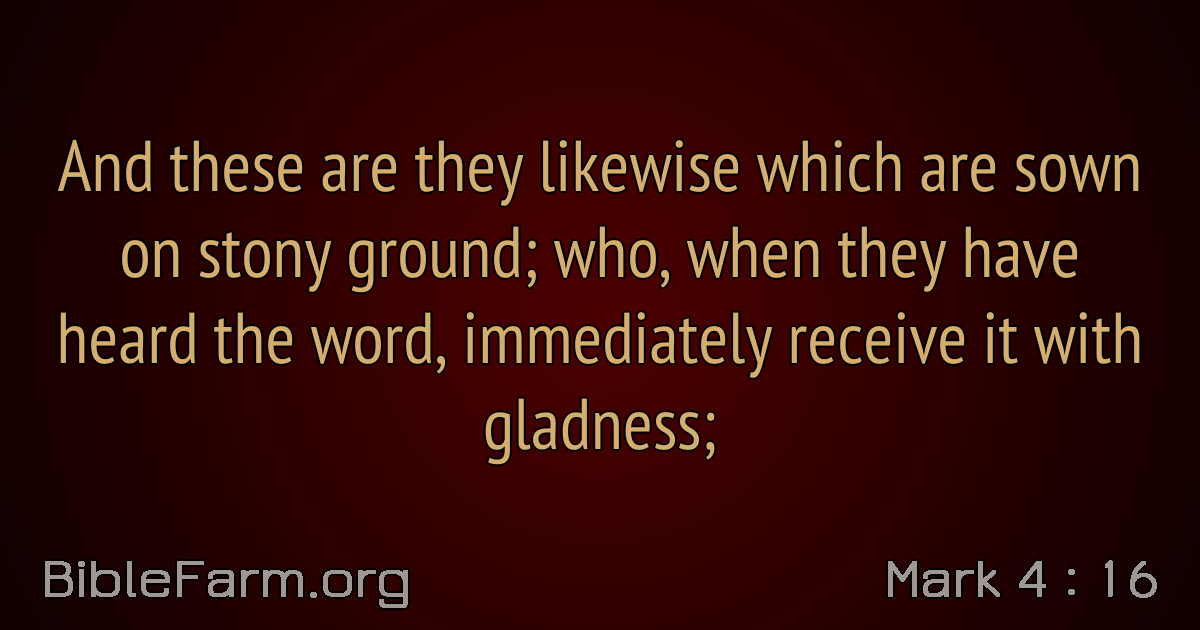 And these are they likewise which are sown
on stony ground; who, when they have
heard the word, immediately receive it with
gladness;
BibleFarm.org
Mark 4 : 16